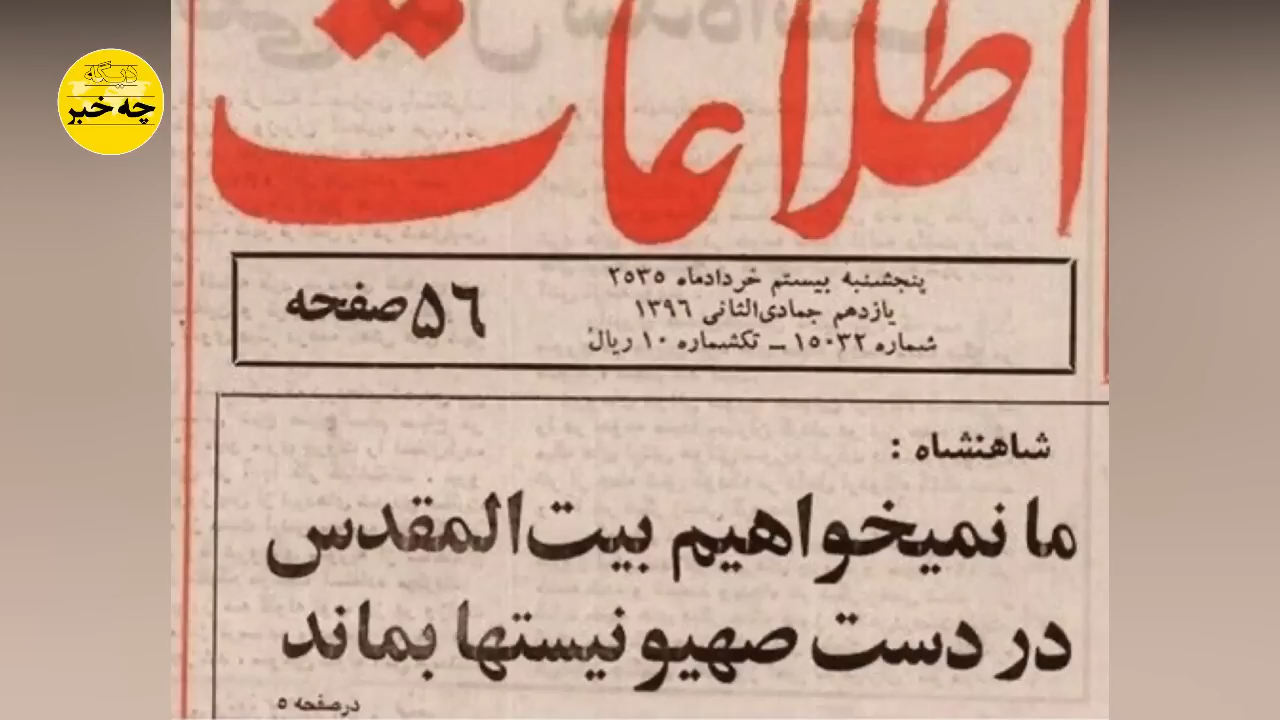 دیگه
چه خبر
اطلاعات
پنجشنبه بیستم خردادماه ۲۵۳۵
یازدهم جمادی‌الثانی ۱۳۹۶
شماره ۱۵۰۳۲ ــ تکشماره ۱۰ ریال
۵۶ صفحه
شاهنشاه :
ما نمیخواهیم بیت‌المقدس
در دست صهیونیستها بماند
درصفحه ۵